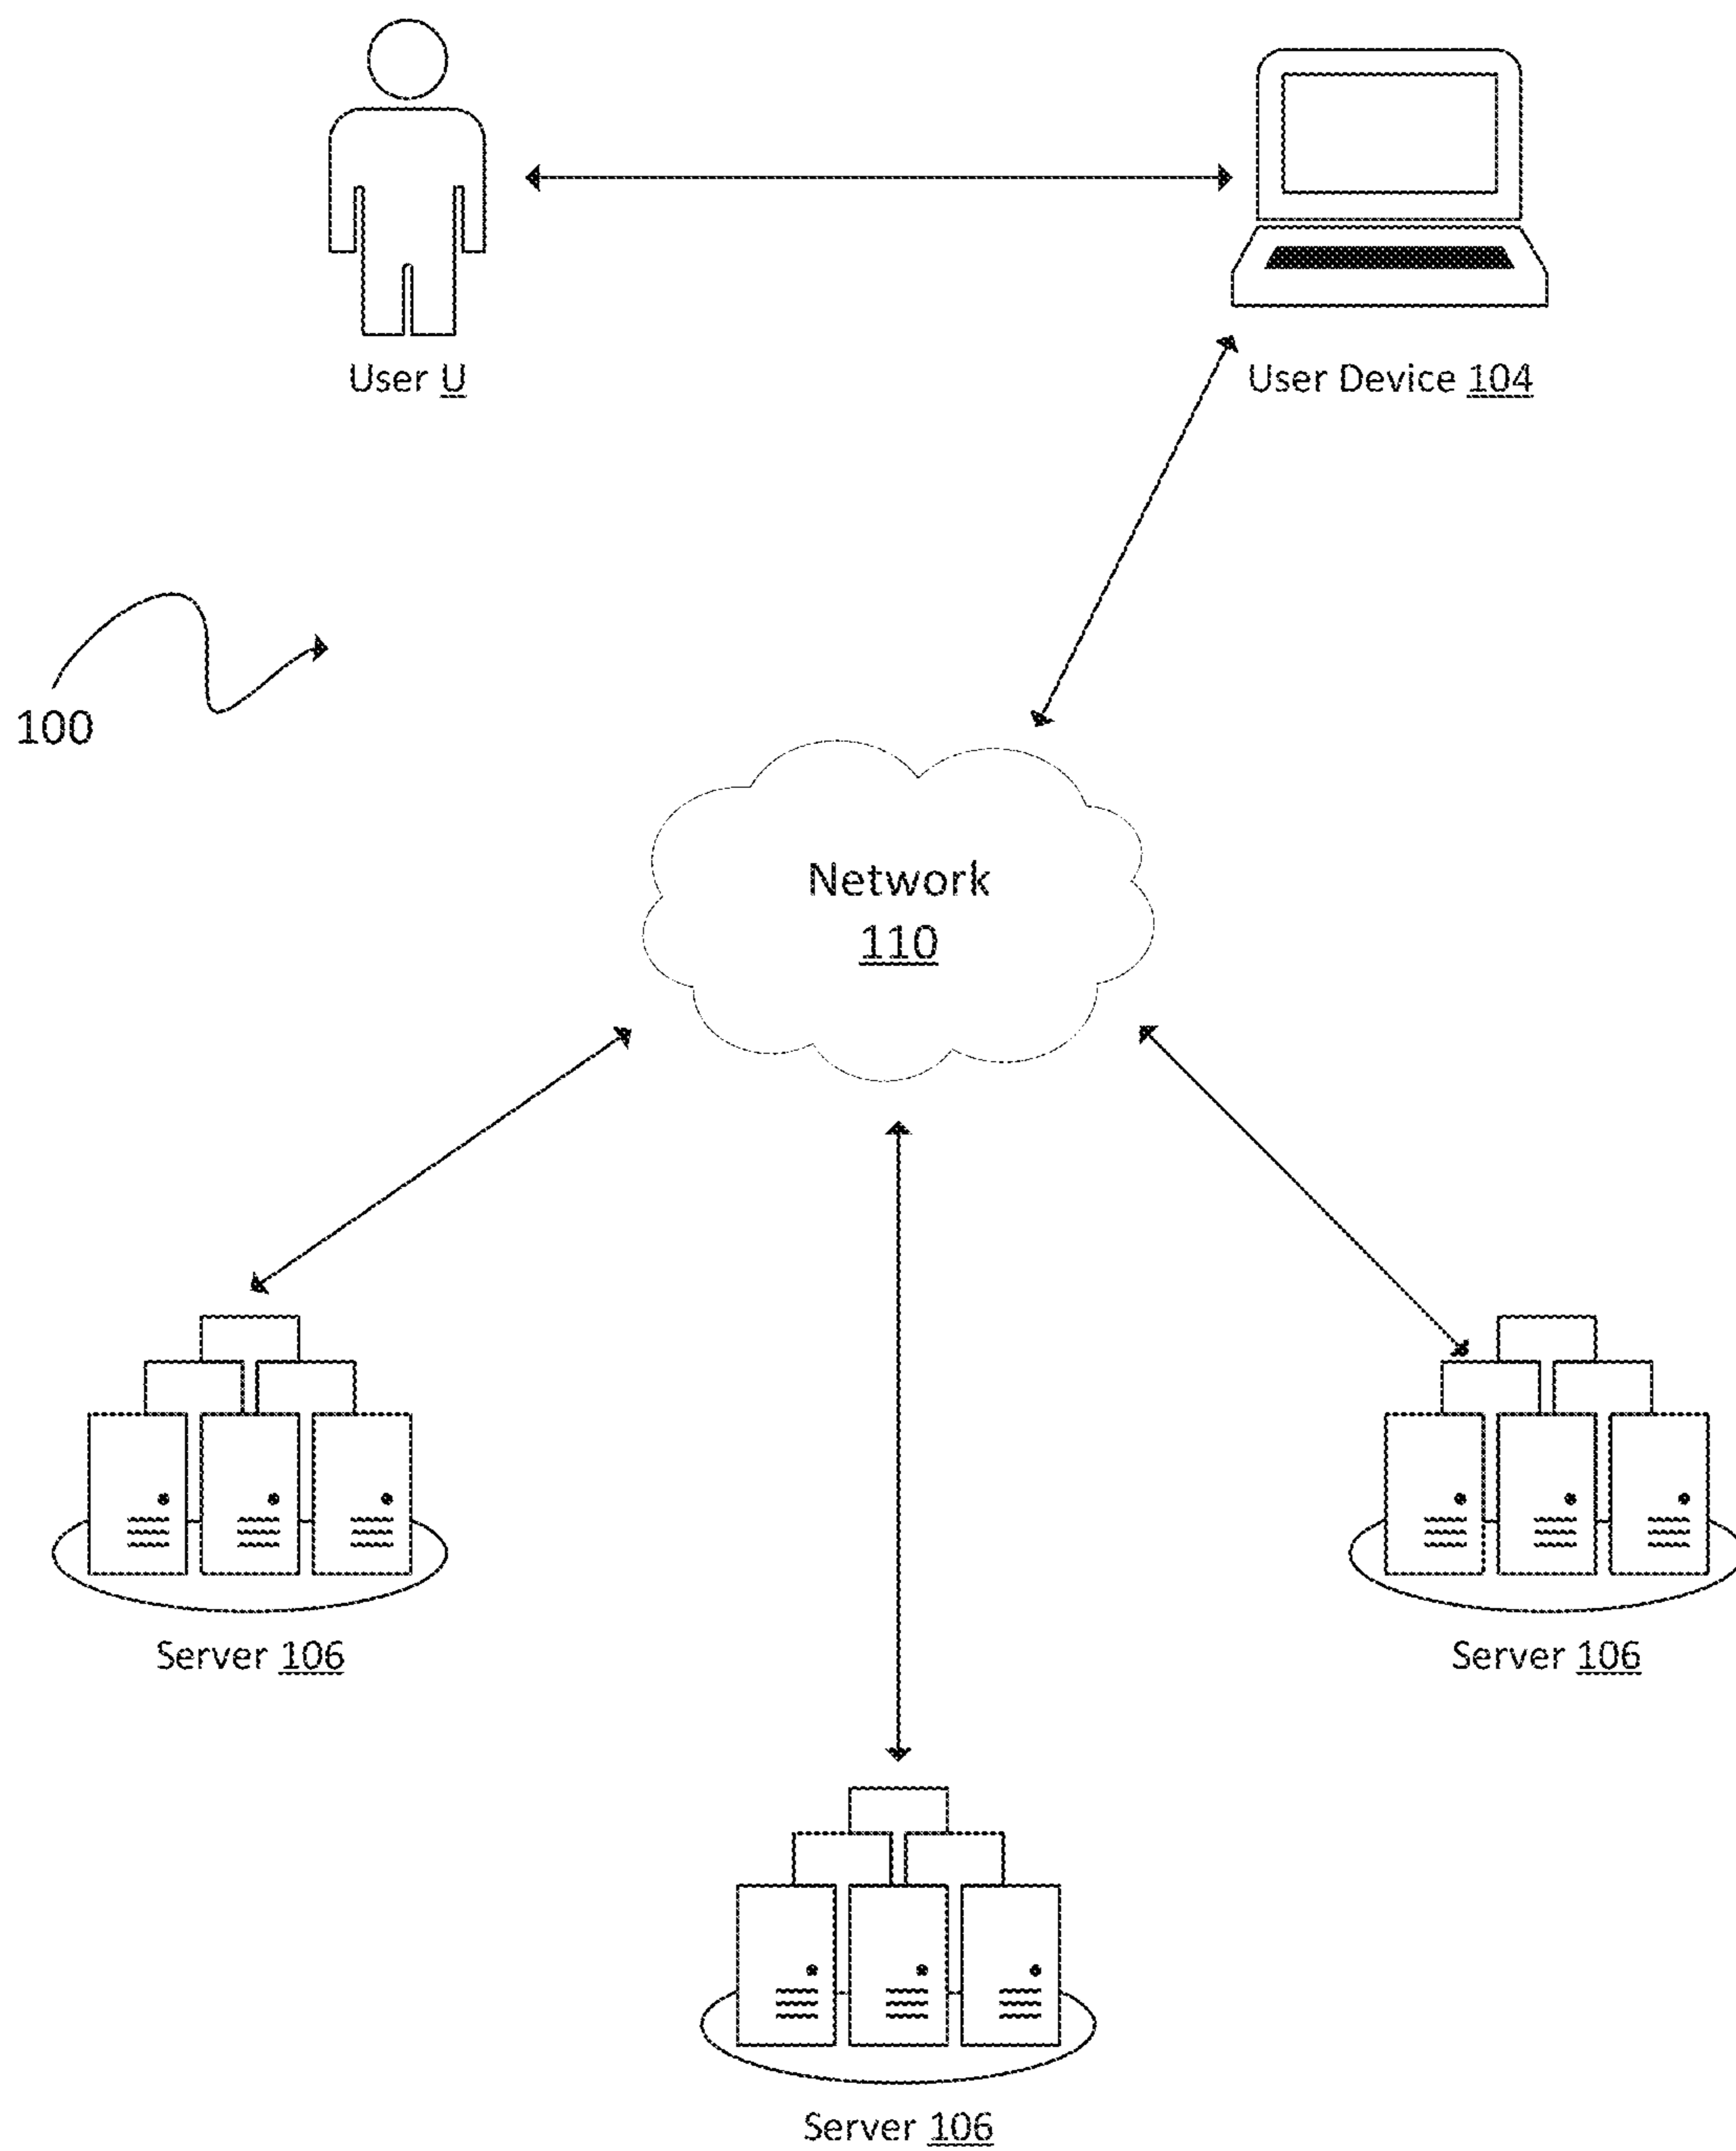 User U
User Device 104
100
Network
110
Server 106
Server 106
Server 106